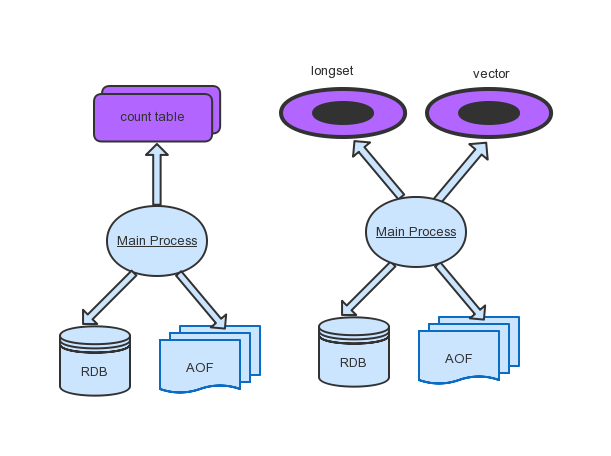 longset
vector
count table
Main Process
Main Process
RDB
AOF
RDB
AOF